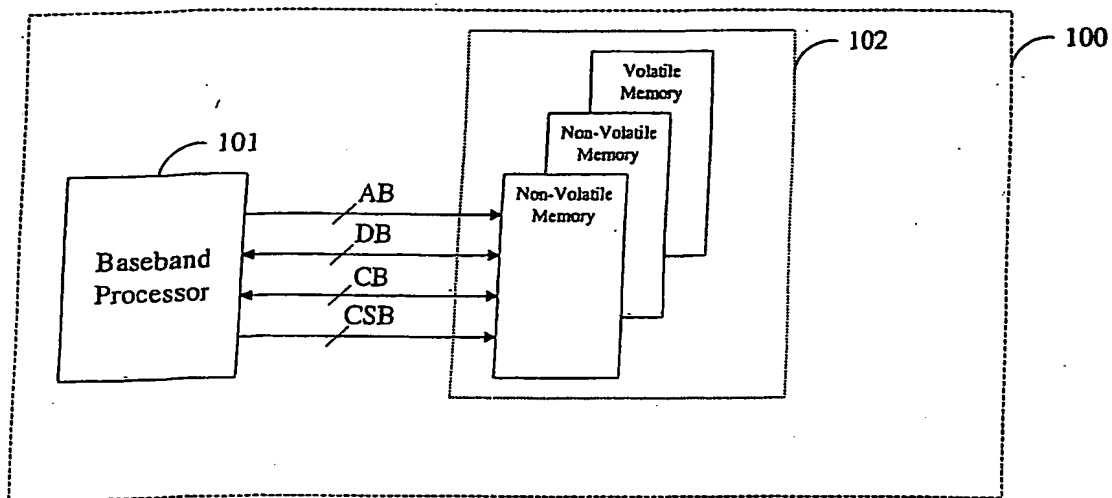 102
100
Volatile
Memory
Non-Volatile
Memory
101
Non-Volatile
Memory
AB
DB
Baseband
Processor
CB
CSB